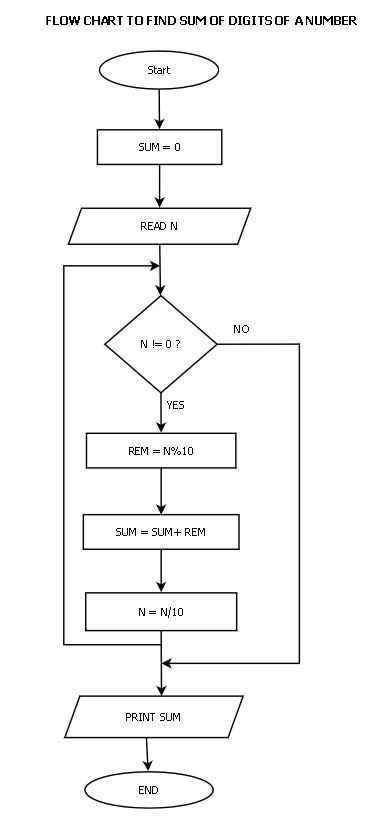 FLOW CHART TO FIND SUM OF DIGITS OF A NUMBER
Start
SUM = 0
READ N
N != 0 ?
NO
YES
REM = N%10
SUM = SUM+ REM
N = N/10
PRINT SUM
END